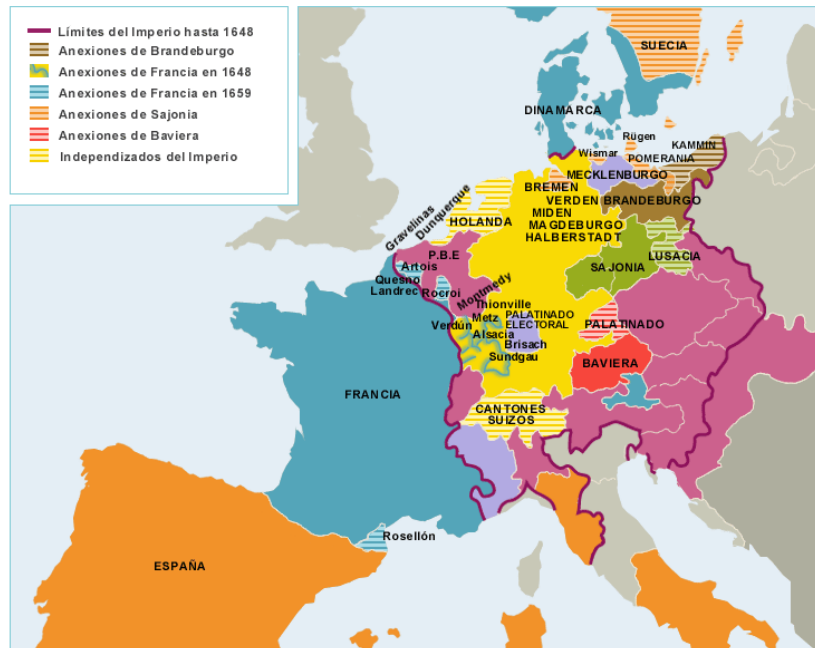 Límites del Imperio hasta 1648
Anexiones de Brandeburgo
Anexiones de Francia en 1648
Anexiones de Francia en 1659
Anexiones de Sajonia
Anexiones de Baviera
Independizados del Imperio
SUECIA
DINAMARCA
Rügen
KAMMIN
Wismar
POMERANIA
MECKLENBURGO
BREMEN
VERDEN
BRANDEBURGO
MIDEN
MAGDEBURGO
HALBERSTADT
HOLANDA
Gravelinas
Dunquerque
P.B.E
Artois
Quesno
Landrec
Rocroi
Montmedy
Thionville
SAJONIA
LUSACIA
Metz
Verdún
Alsacia
PALATINADO
ELECTORAL
Brisach
Sundgau
PALATINADO
BAVIERA
FRANCIA
CANTONES
SUIZOS
Rosellón
ESPAÑA